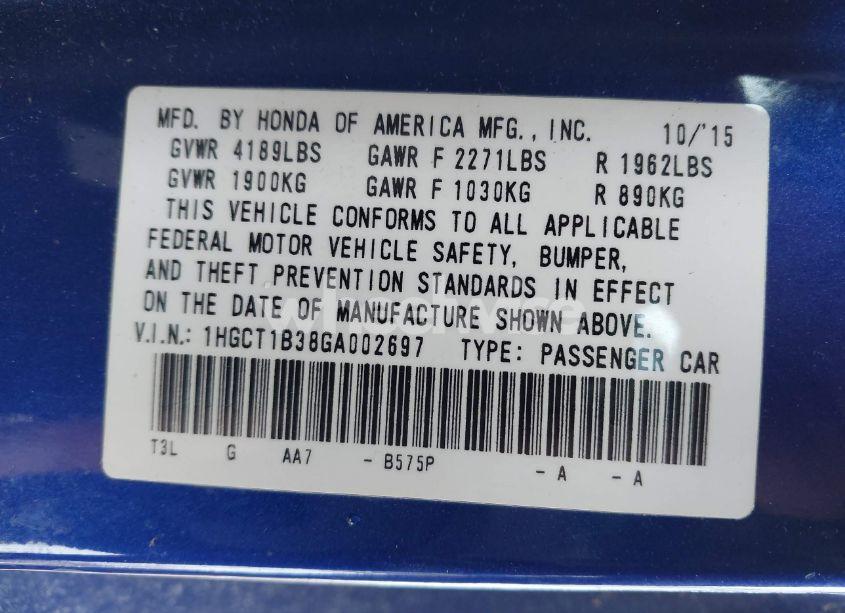 MFD. BY HONDA OF AMERICA MFG., INC. 10/'15
GVWR 4189LBS GAWR F 2271LBS R 1962LBS
GVWR 1900KG GAWR F 1030KG R 890KG
THIS VEHICLE CONFORMS TO ALL APPLICABLE
FEDERAL MOTOR VEHICLE SAFETY, BUMPER,
AND THEFT PREVENTION STANDARDS IN EFFECT
ON THE DATE OF MANUFACTURE SHOWN ABOVE.
V.I.N.: 1HGCT1B38GA002697 TYPE: PASSENGER CAR
T3L G AA7 - B575P - A - A